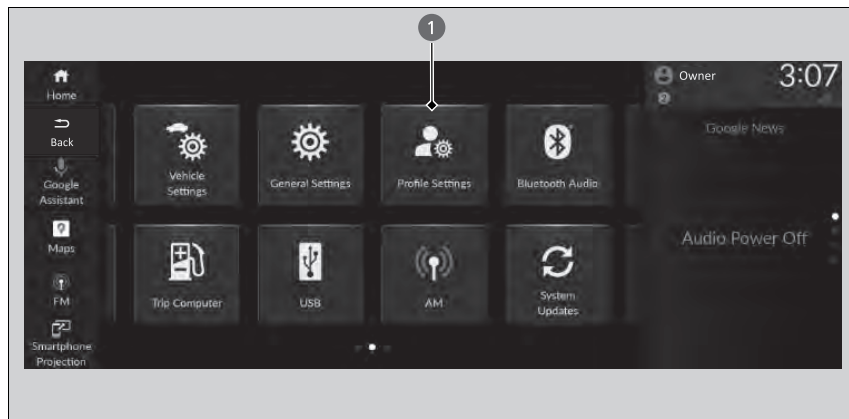 1
Home
Back
Google
Assistant
Maps
FM
Smartphone
Projection
Vehicle
Settings
General Settings
Profile Settings
Bluetooth Audio
Trip Computer
USB
AM
System
Updates
Owner
3:07
Google News
Audio Power Off